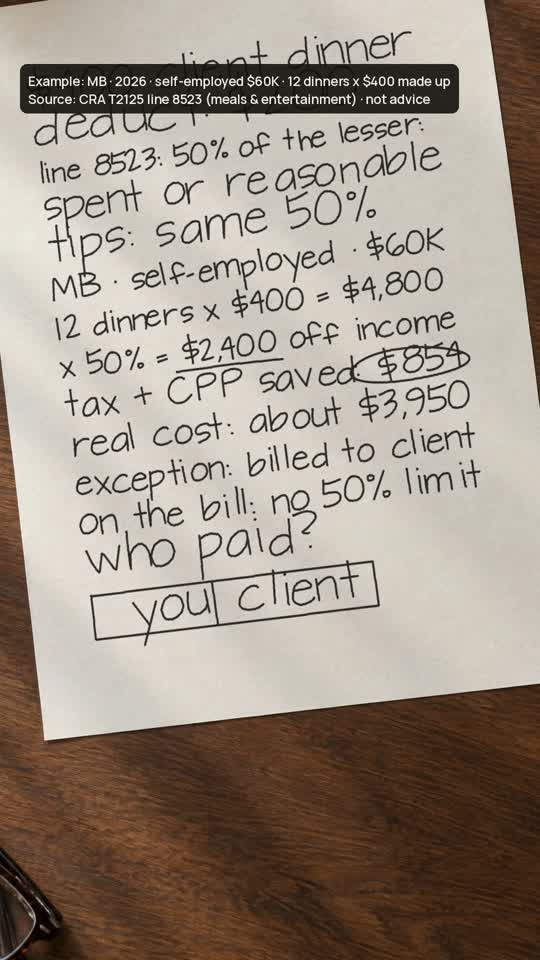 client dinner
Example: MB · 2026 · self-employed $60K · 12 dinners x $400 made up
Source: CRA T2125 line 8523 (meals & entertainment) · not advice
line 8523: 50% of the lesser:
spent or reasonable
tips: same 50%
MB · self-employed · $60K
12 dinners x $400 = $4,800
x 50% = $2,400 off income
tax + CPP saved $854
real cost: about $3,950
exception: billed to client
on the bill: no 50% limit
who paid?
you client